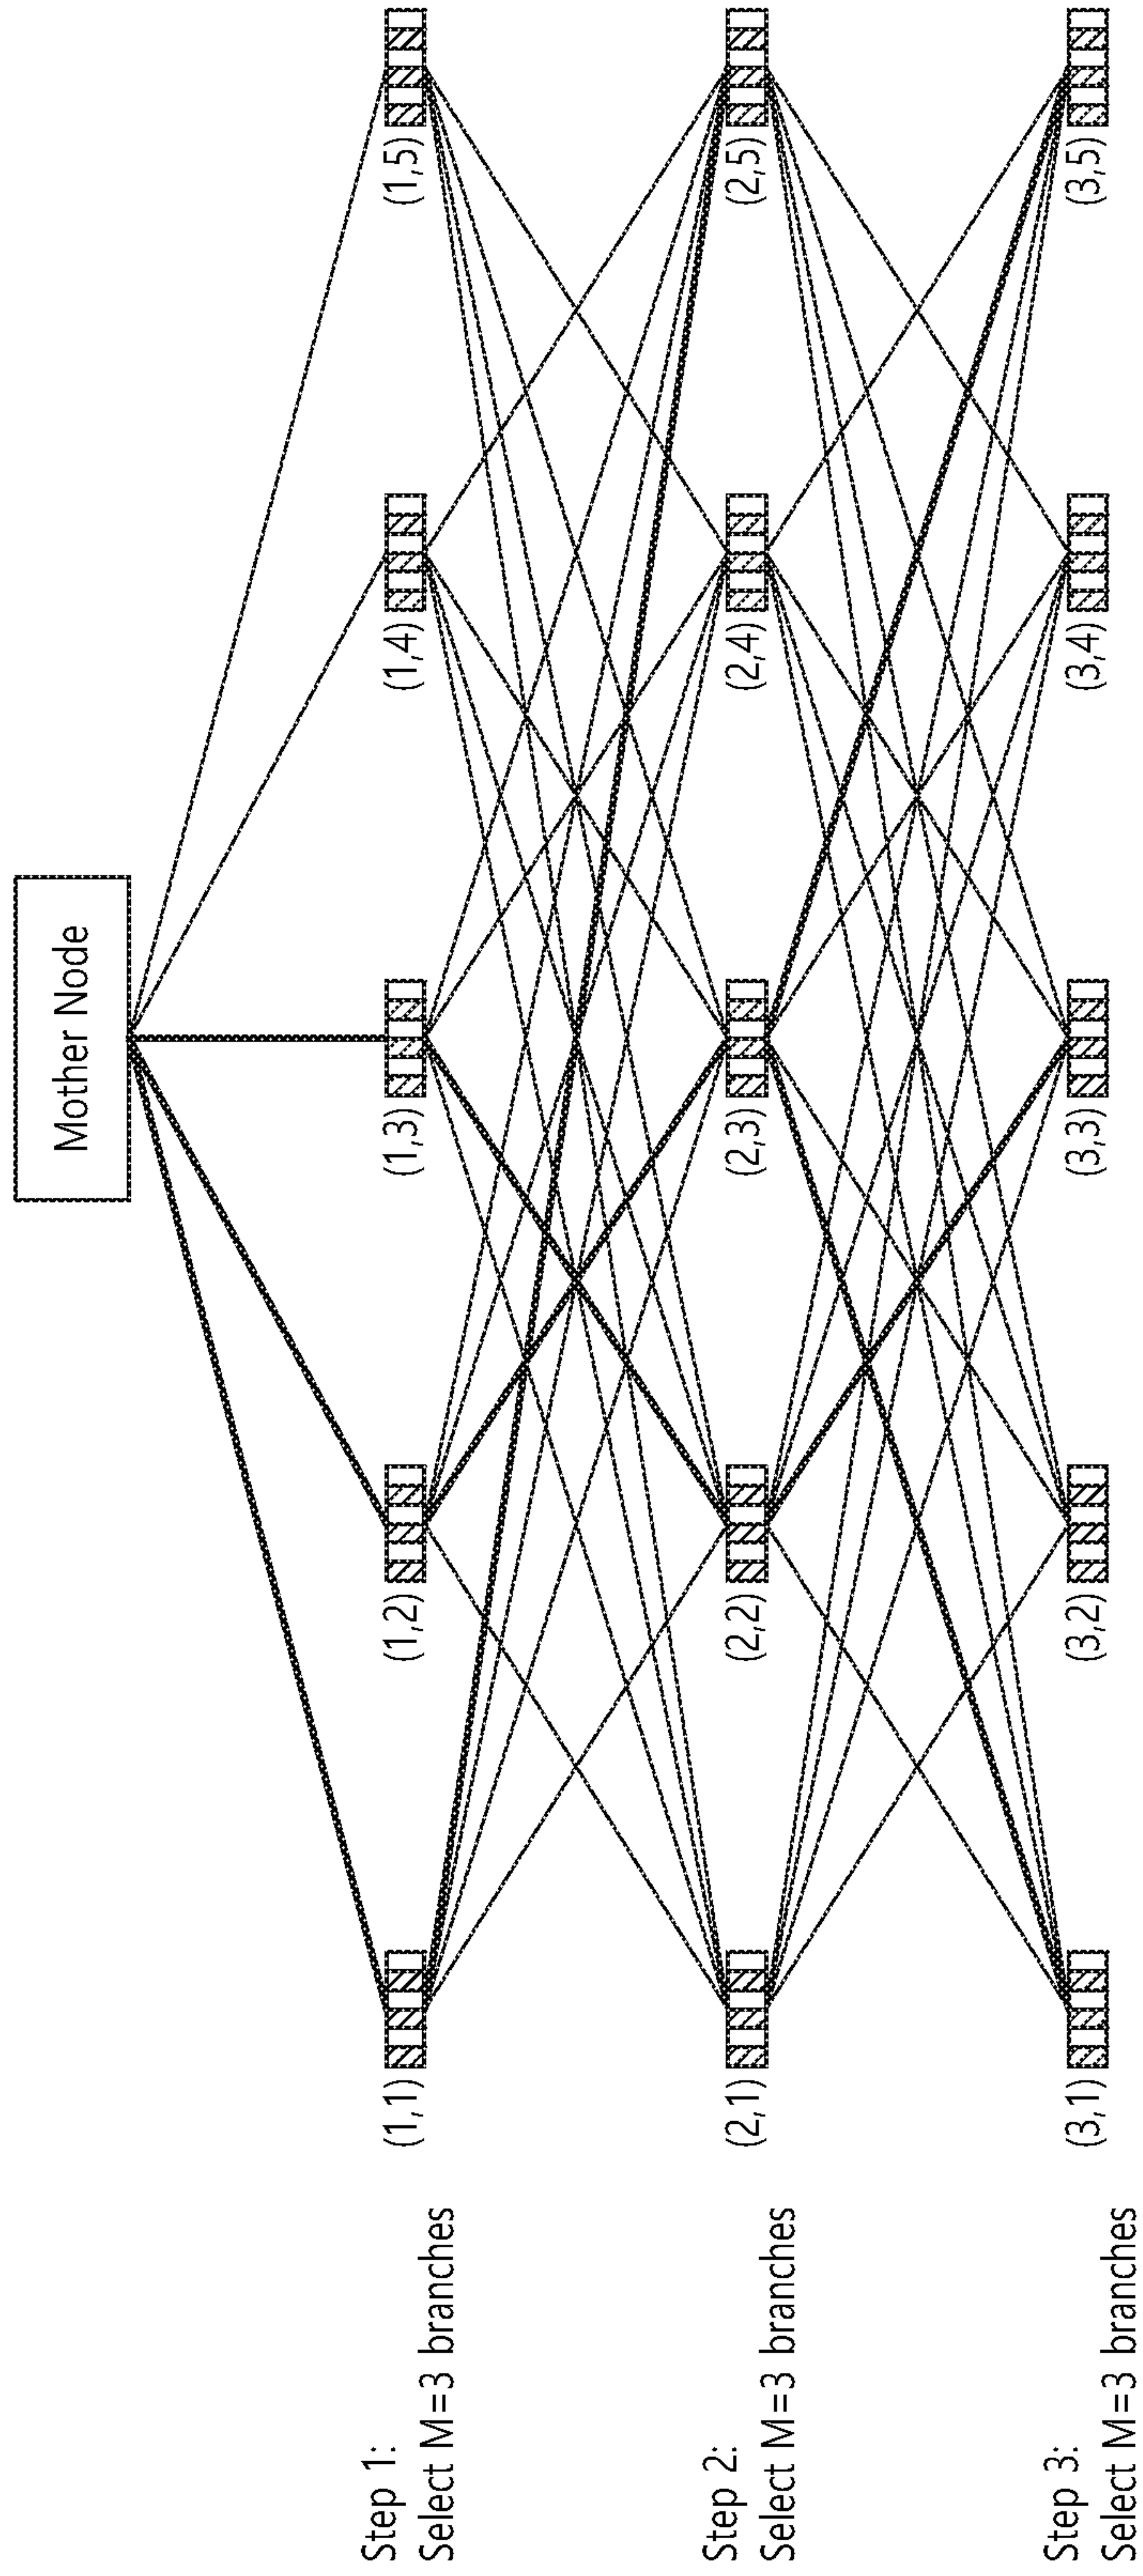 Mother Node
Step 1:
Select M=3 branches
(1,1)
(1,2)
(1,3)
(1,4)
(1,5)
Step 2:
Select M=3 branches
(2,1)
(2,2)
(2,3)
(2,4)
(2,5)
Step 3:
Select M=3 branches
(3,1)
(3,2)
(3,3)
(3,4)
(3,5)